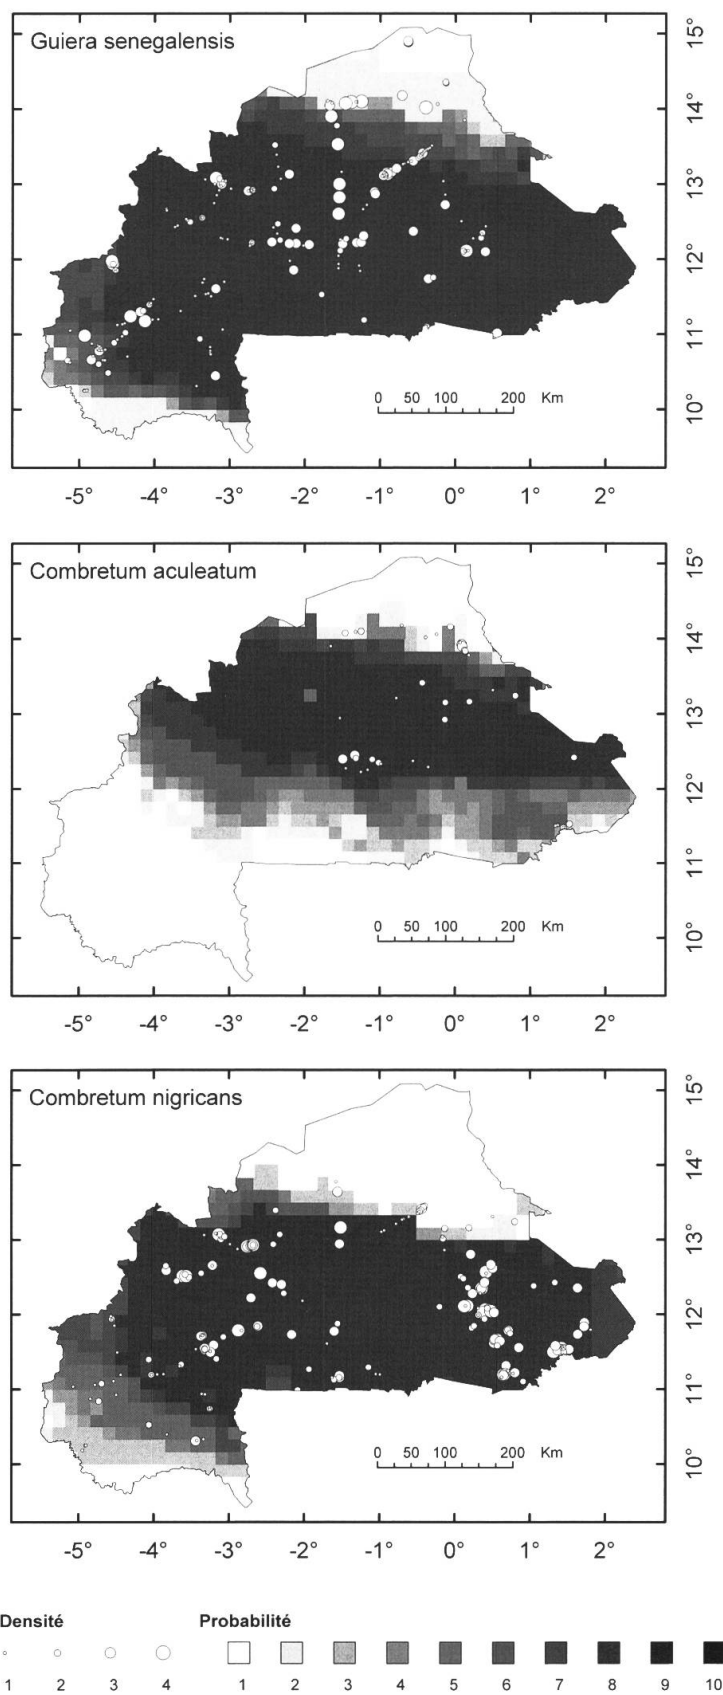 Guiera senegalensis
15°
14°
13°
12°
11°
10°
0 50 100 200 Km
-5° -4° -3° -2° -1° 0° 1° 2°
Combretum aculeatum
15°
14°
13°
12°
11°
10°
0 50 100 200 Km
-5° -4° -3° -2° -1° 0° 1° 2°
Combretum nigricans
15°
14°
13°
12°
11°
10°
0 50 100 200 Km
-5° -4° -3° -2° -1° 0° 1° 2°
Densité Probabilité
1 2 3 4 1 2 3 4 5 6 7 8 9 10